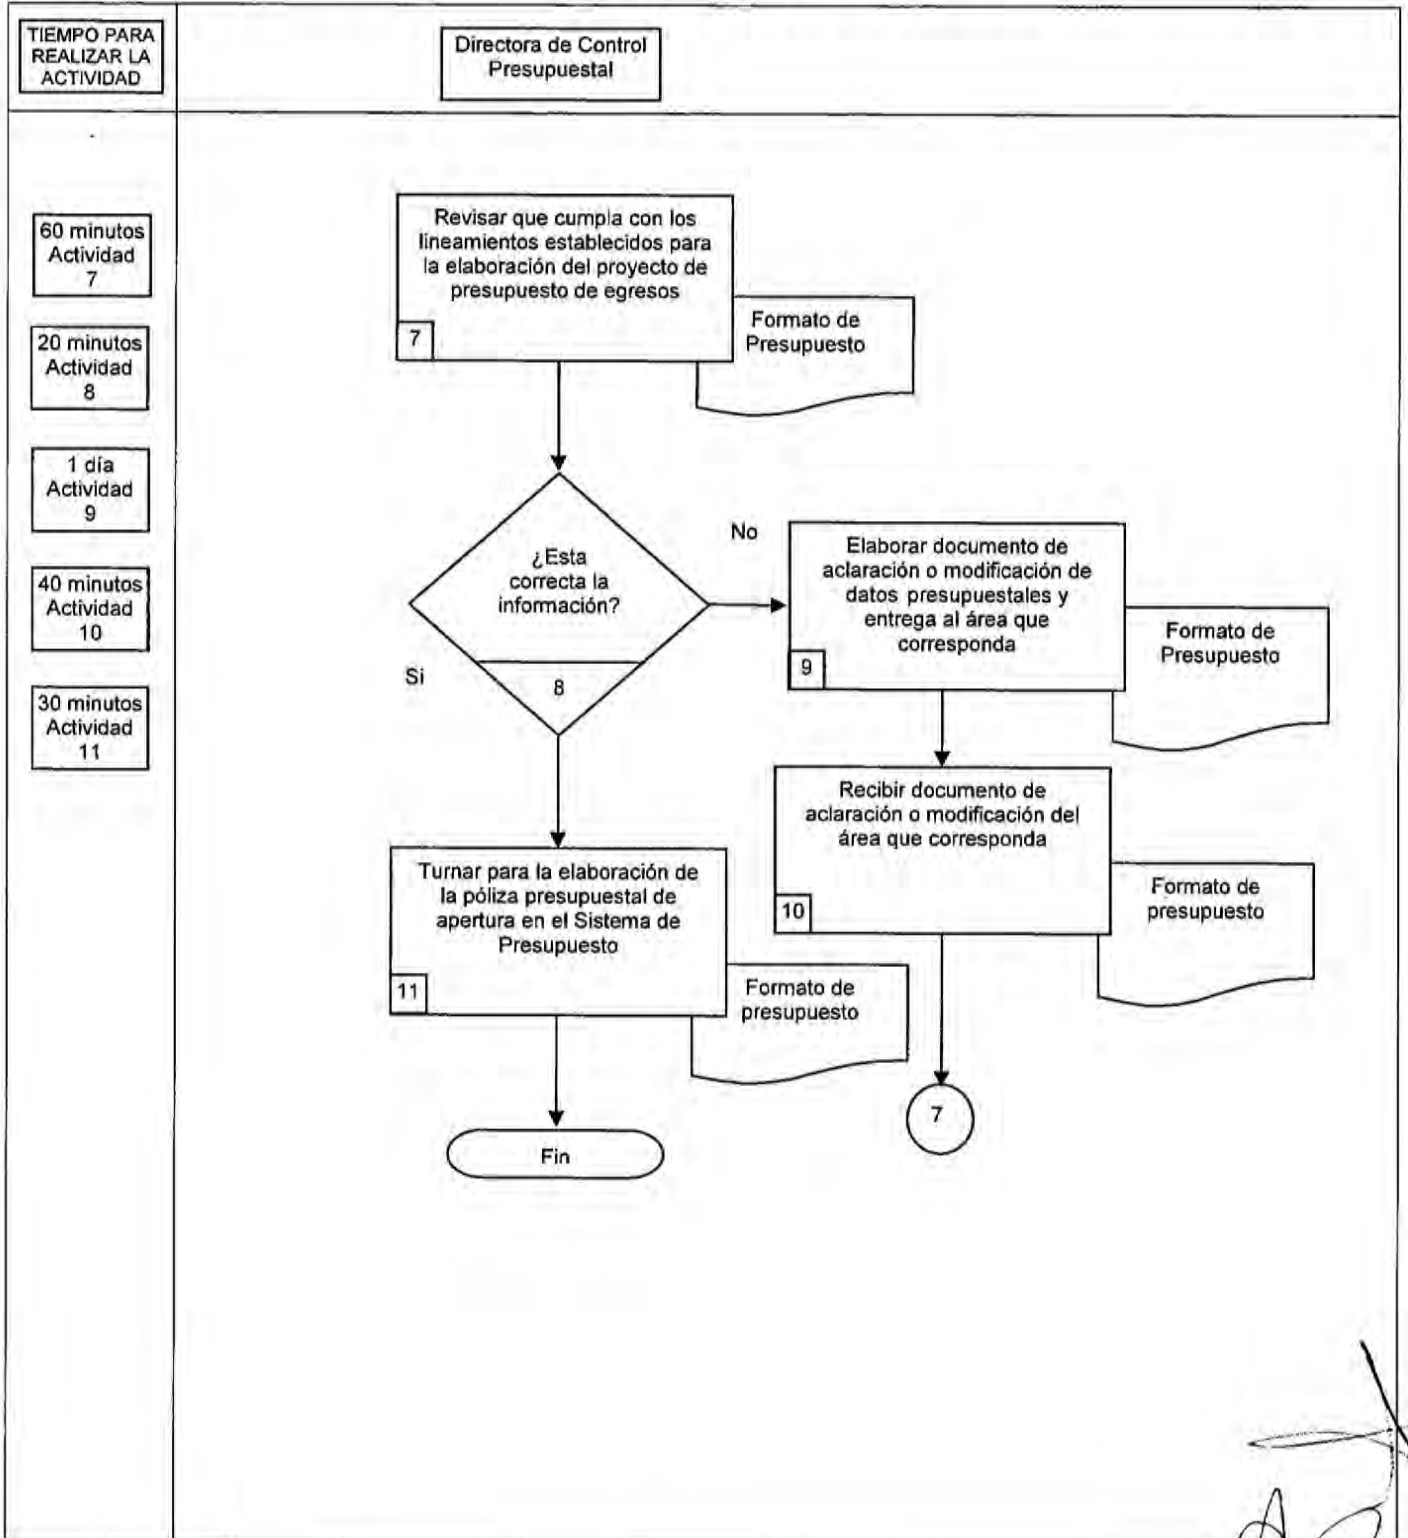 TIEMPO PARA
REALIZAR LA
ACTIVIDAD
Directora de Control
Presupuestal
60 minutos
Actividad
7
20 minutos
Actividad
8
1 día
Actividad
9
40 minutos
Actividad
10
30 minutos
Actividad
11
Revisar que cumpla con los
lineamientos establecidos para
la elaboración del proyecto de
presupuesto de egresos
7
Formato de
Presupuesto
¿Esta
correcta la
información?
8
No
Si
Elaborar documento de
aclaración o modificación de
datos presupuestales y
entrega al área que
corresponda
9
Formato de
Presupuesto
Recibir documento de
aclaración o modificación del
área que corresponda
10
Formato de
presupuesto
7
Turnar para la elaboración de
la póliza presupuestal de
apertura en el Sistema de
Presupuesto
11
Formato de
presupuesto
Fin